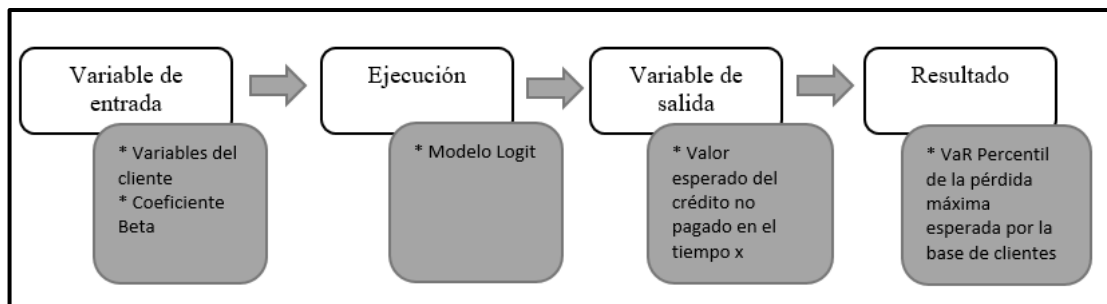 Variable de
entrada
* Variables del
cliente
* Coeficiente
Beta
Ejecución
* Modelo Logit
Variable de
salida
* Valor
esperado del
crédito no
pagado en el
tiempo x
Resultado
* VaR Percentil
de la pérdida
máxima
esperada por la
base de clientes